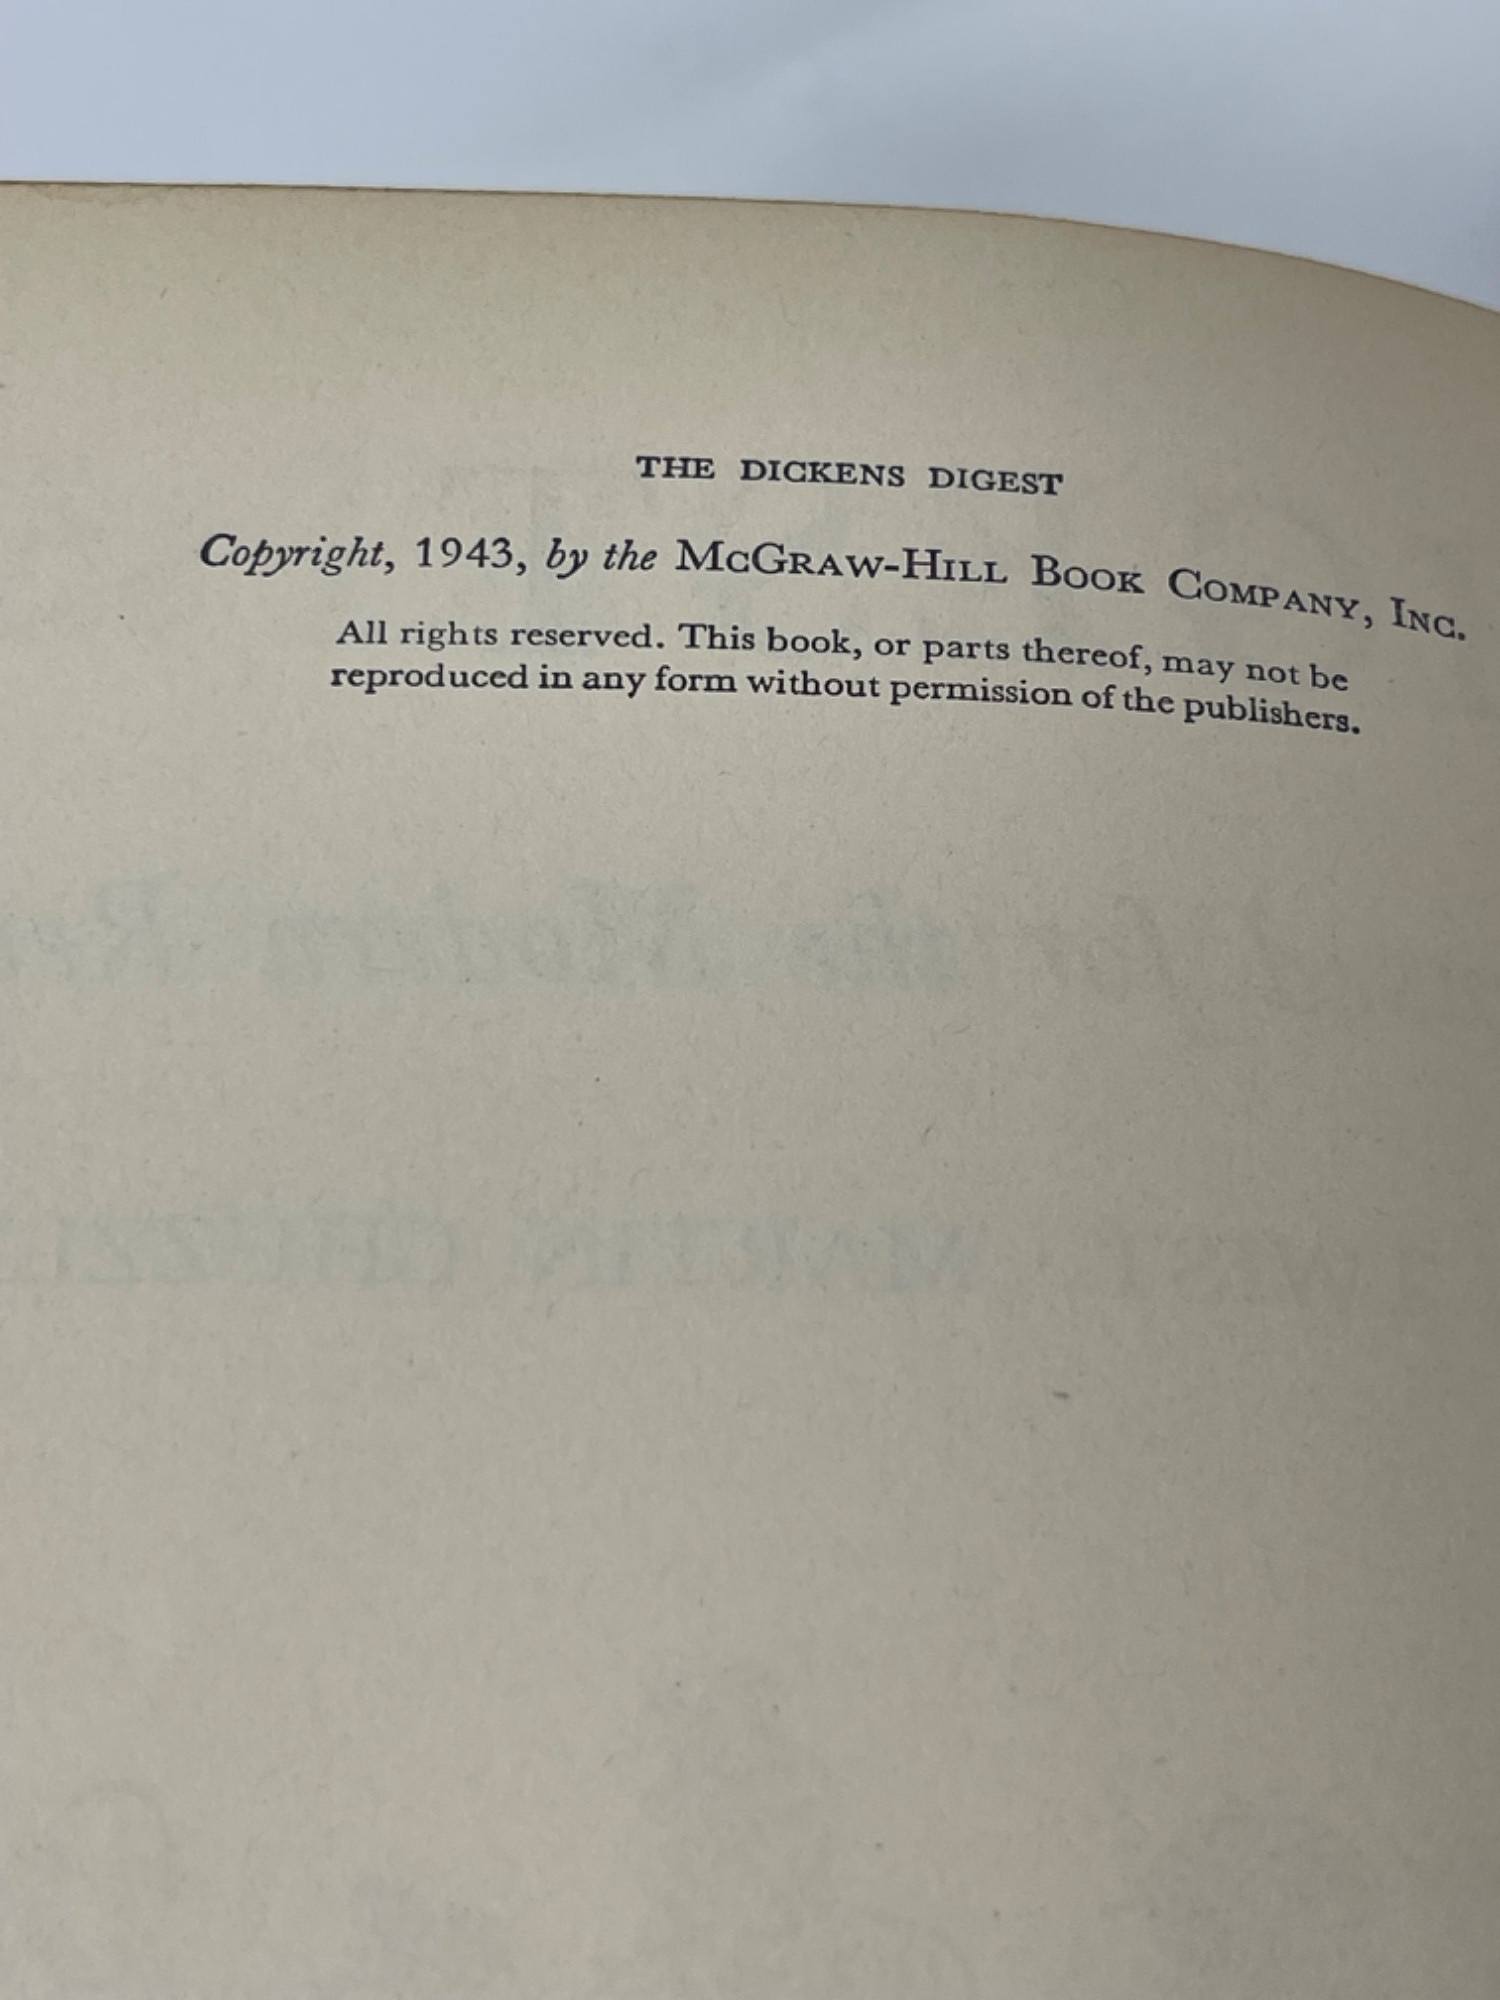 THE DICKENS DIGEST
Copyright, 1943, by the McGraw-Hill Book Company, Inc.
All rights reserved. This book, or parts thereof, may not be
reproduced in any form without permission of the publishers.